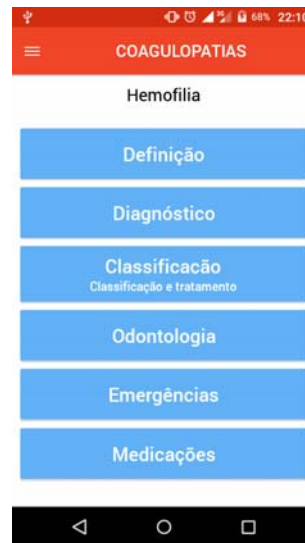 68% 22:10
COAGULOPATIAS
Hemofilia
Definição
Diagnóstico
Classificacão
Classificação e tratamento
Odontologia
Emergências
Medicações